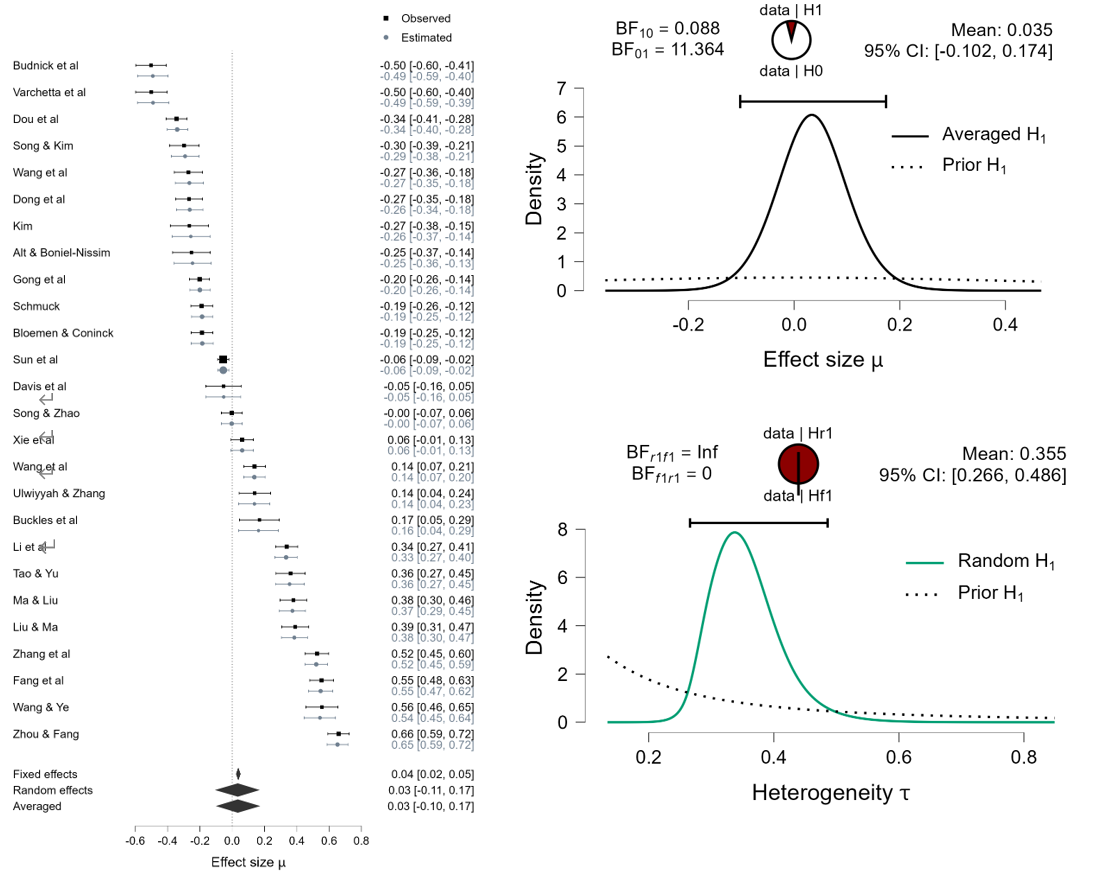 Observed
Estimated
Budnick et al -0.50 [-0.60, -0.41]
-0.49 [-0.59, -0.40]
Varchetta et al -0.50 [-0.60, -0.40]
-0.49 [-0.59, -0.39]
Dou et al -0.34 [-0.41, -0.28]
-0.34 [-0.40, -0.28]
Song & Kim -0.30 [-0.39, -0.21]
-0.29 [-0.38, -0.21]
Wang et al -0.27 [-0.36, -0.18]
-0.27 [-0.35, -0.18]
Dong et al -0.27 [-0.35, -0.18]
-0.26 [-0.34, -0.18]
Kim -0.27 [-0.38, -0.15]
-0.26 [-0.37, -0.14]
Alt & Boniel-Nissim -0.25 [-0.37, -0.14]
-0.25 [-0.36, -0.13]
Gong et al -0.20 [-0.26, -0.14]
-0.20 [-0.26, -0.14]
Schmuck -0.19 [-0.26, -0.12]
-0.19 [-0.25, -0.12]
Bloemen & Coninck -0.19 [-0.25, -0.12]
-0.19 [-0.25, -0.12]
Sun et al -0.06 [-0.09, -0.02]
-0.06 [-0.09, -0.02]
Davis et al -0.05 [-0.16, 0.05]
-0.05 [-0.16, 0.05]
Song & Zhao -0.00 [-0.07, 0.06]
-0.00 [-0.07, 0.06]
Xie et al 0.06 [-0.01, 0.13]
0.06 [-0.01, 0.13]
Wang et al 0.14 [0.07, 0.21]
0.14 [0.07, 0.20]
Ulwiyyah & Zhang 0.14 [0.04, 0.24]
0.14 [0.04, 0.23]
Buckles et al 0.17 [0.05, 0.29]
0.16 [0.04, 0.29]
Li et al 0.34 [0.27, 0.41]
0.33 [0.27, 0.40]
Tao & Yu 0.36 [0.27, 0.45]
0.36 [0.27, 0.45]
Ma & Liu 0.38 [0.30, 0.46]
0.37 [0.29, 0.45]
Liu & Ma 0.39 [0.31, 0.47]
0.38 [0.30, 0.47]
Zhang et al 0.52 [0.45, 0.60]
0.52 [0.45, 0.59]
Fang et al 0.55 [0.48, 0.63]
0.55 [0.47, 0.62]
Wang & Ye 0.56 [0.46, 0.65]
0.54 [0.45, 0.64]
Zhou & Fang 0.66 [0.59, 0.72]
0.65 [0.59, 0.72]
Fixed effects 0.04 [0.02, 0.05]
Random effects 0.03 [-0.11, 0.17]
Averaged 0.03 [-0.10, 0.17]
-0.6 -0.4 -0.2 0.0 0.2 0.4 0.6 0.8
Effect size μ
data | H1
BF10 = 0.088
BF01 = 11.364
data | H0
Mean: 0.035
95% CI: [-0.102, 0.174]
7
6
5
4
3
2
1
0
Density
Averaged H1
Prior H1
-0.2 0.0 0.2 0.4
Effect size μ
data | Hr1
BFr1f1 = Inf
BFf1r1 = 0
data | Hf1
Mean: 0.355
95% CI: [0.266, 0.486]
8
6
4
2
0
Density
Random H1
Prior H1
0.2 0.4 0.6 0.8
Heterogeneity τ